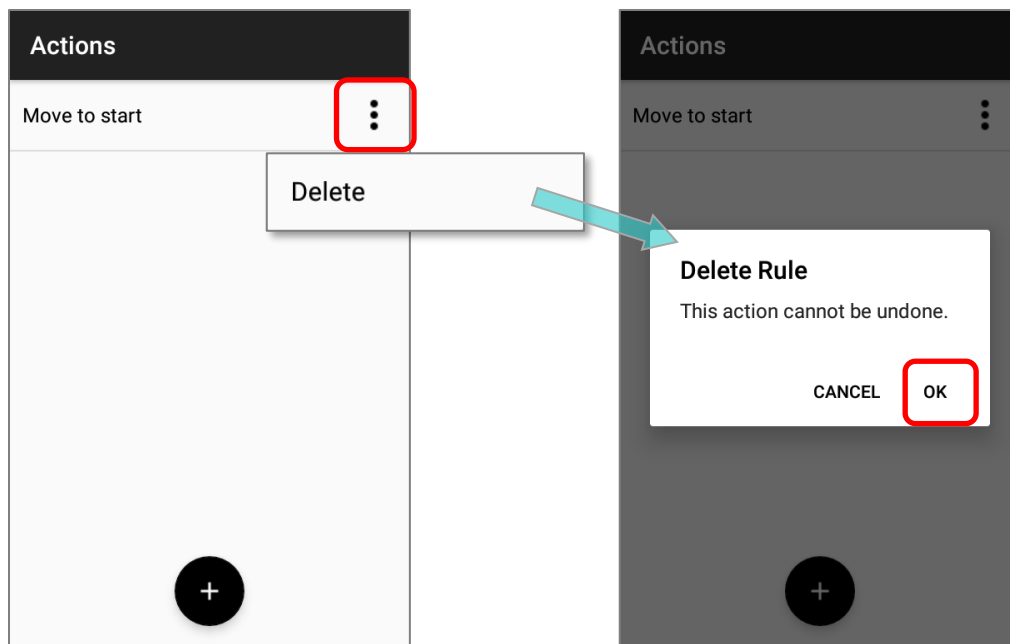 Actions
Move to start
Delete
+
Actions
Move to start
Delete Rule
This action cannot be undone.
CANCEL OK
+